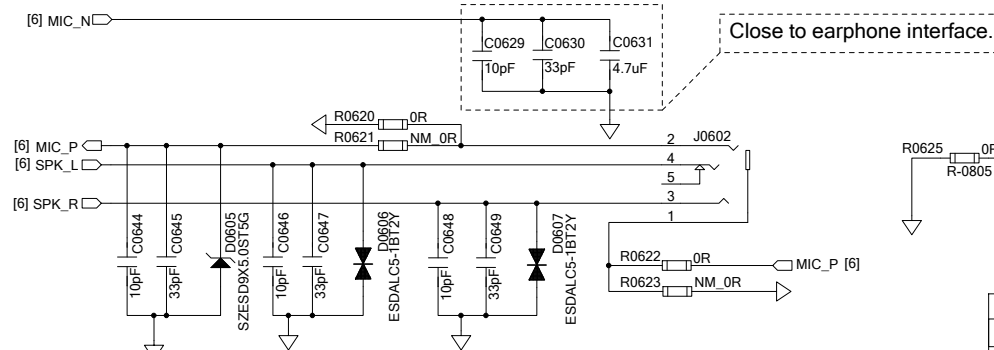 [6] MIC_N
C0629
10pF
C0630
33pF
C0631
4.7uF
Close to earphone interface.
R0620 0R
R0621 NM_0R
[6] MIC_P
[6] SPK_L
[6] SPK_R
2
J0602
4
5
3
1
R0625 0R
R-0805
C0644
10pF
C0645
33pF
D0605
SZESD9X5.0ST5G
C0646
10pF
C0647
33pF
D0606
ESDALC5-1BT2Y
C0648
10pF
C0649
33pF
D0607
ESDALC5-1BT2Y
R0622 0R
MIC_P [6]
R0623 NM_0R